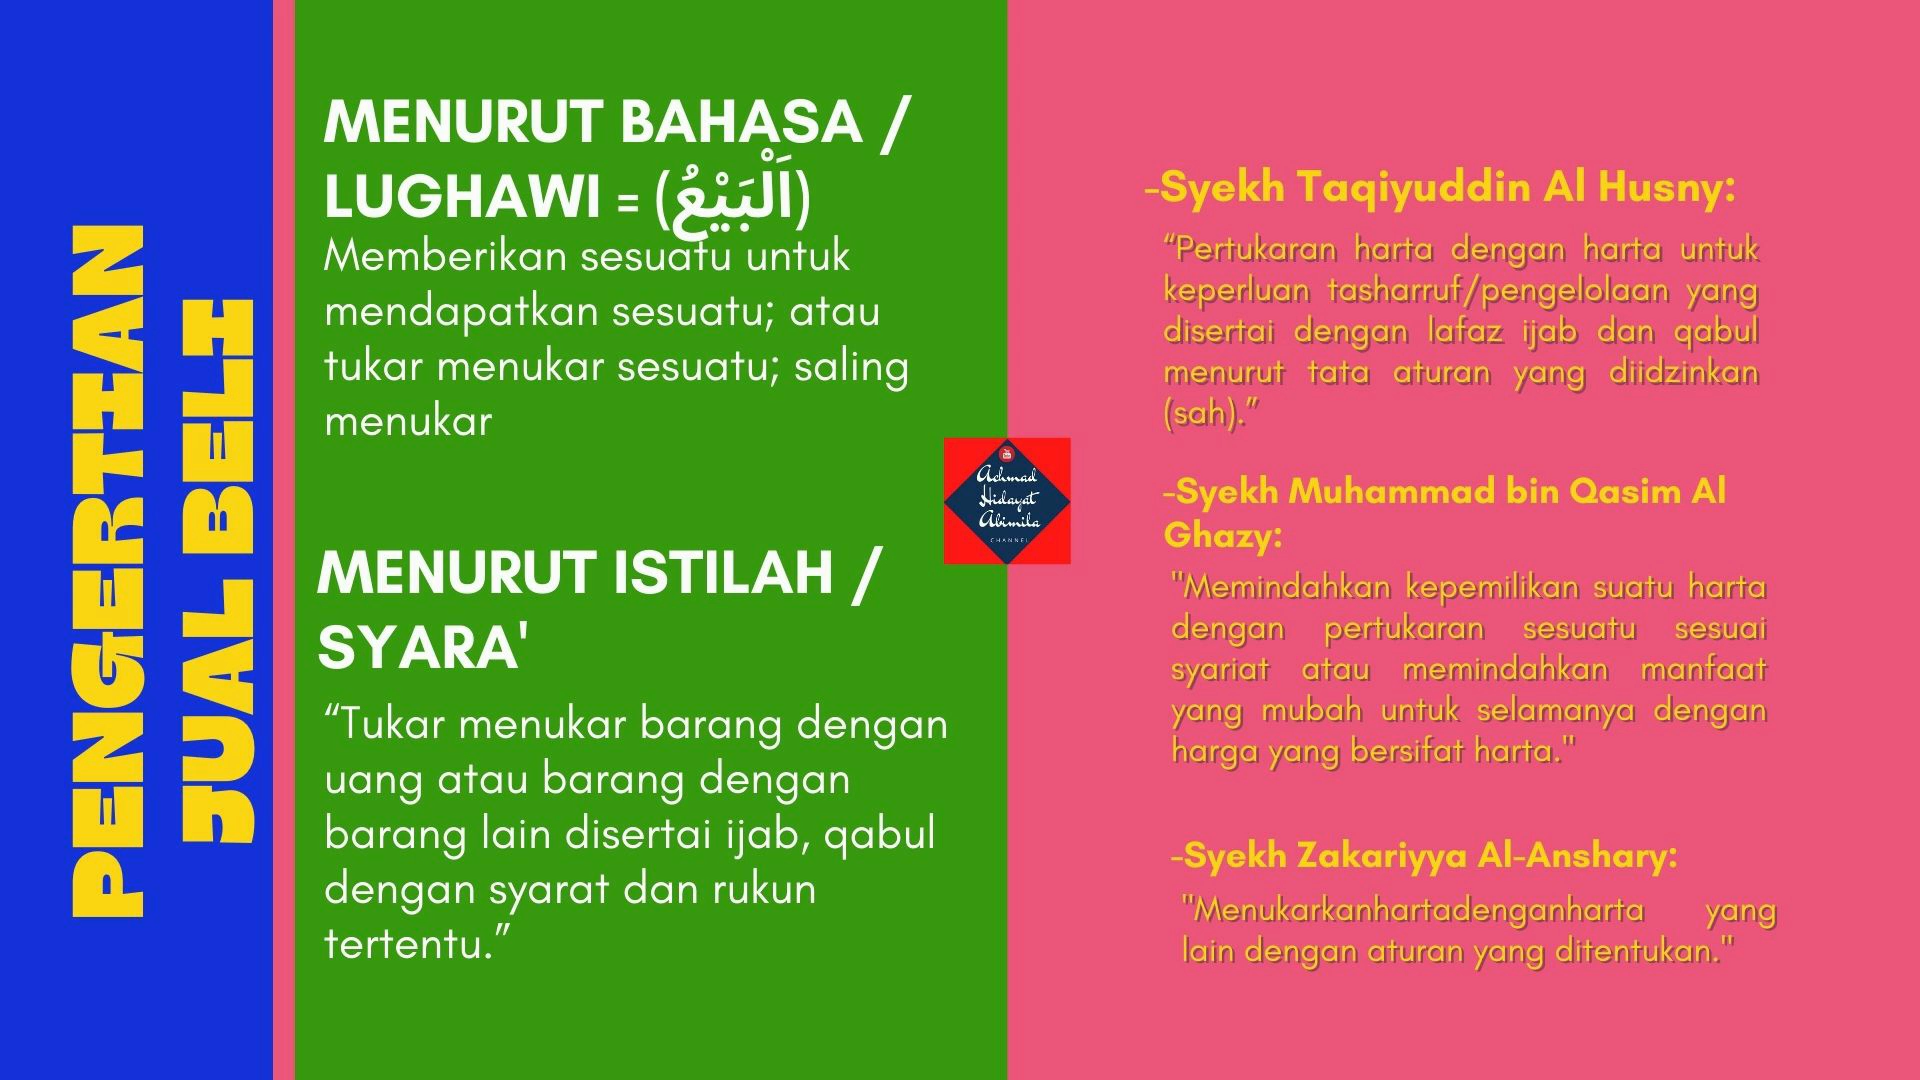 PENGERTIAN
JUAL BELI
MENURUT BAHASA /
LUGHAWI = (اَلْبَيْعُ)
Memberikan sesuatu untuk
mendapatkan sesuatu; atau
tukar menukar sesuatu; saling
menukar
MENURUT ISTILAH /
SYARA'
“Tukar menukar barang dengan
uang atau barang dengan
barang lain disertai ijab, qabul
dengan syarat dan rukun
tertentu.”
Achmad
Hidayat
Abimila
CHANNEL
-Syekh Taqiyuddin Al Husny:
“Pertukaran harta dengan harta untuk
keperluan tasharruf/pengelolaan yang
disertai dengan lafaz ijab dan qabul
menurut tata aturan yang diidzinkan
(sah).”
-Syekh Muhammad bin Qasim Al
Ghazy:
"Memindahkan kepemilikan suatu harta
dengan pertukaran sesuatu sesuai
syariat atau memindahkan manfaat
yang mubah untuk selamanya dengan
harga yang bersifat harta."
-Syekh Zakariyya Al-Anshary:
"Menukarkanhartadenganharta yang
lain dengan aturan yang ditentukan."